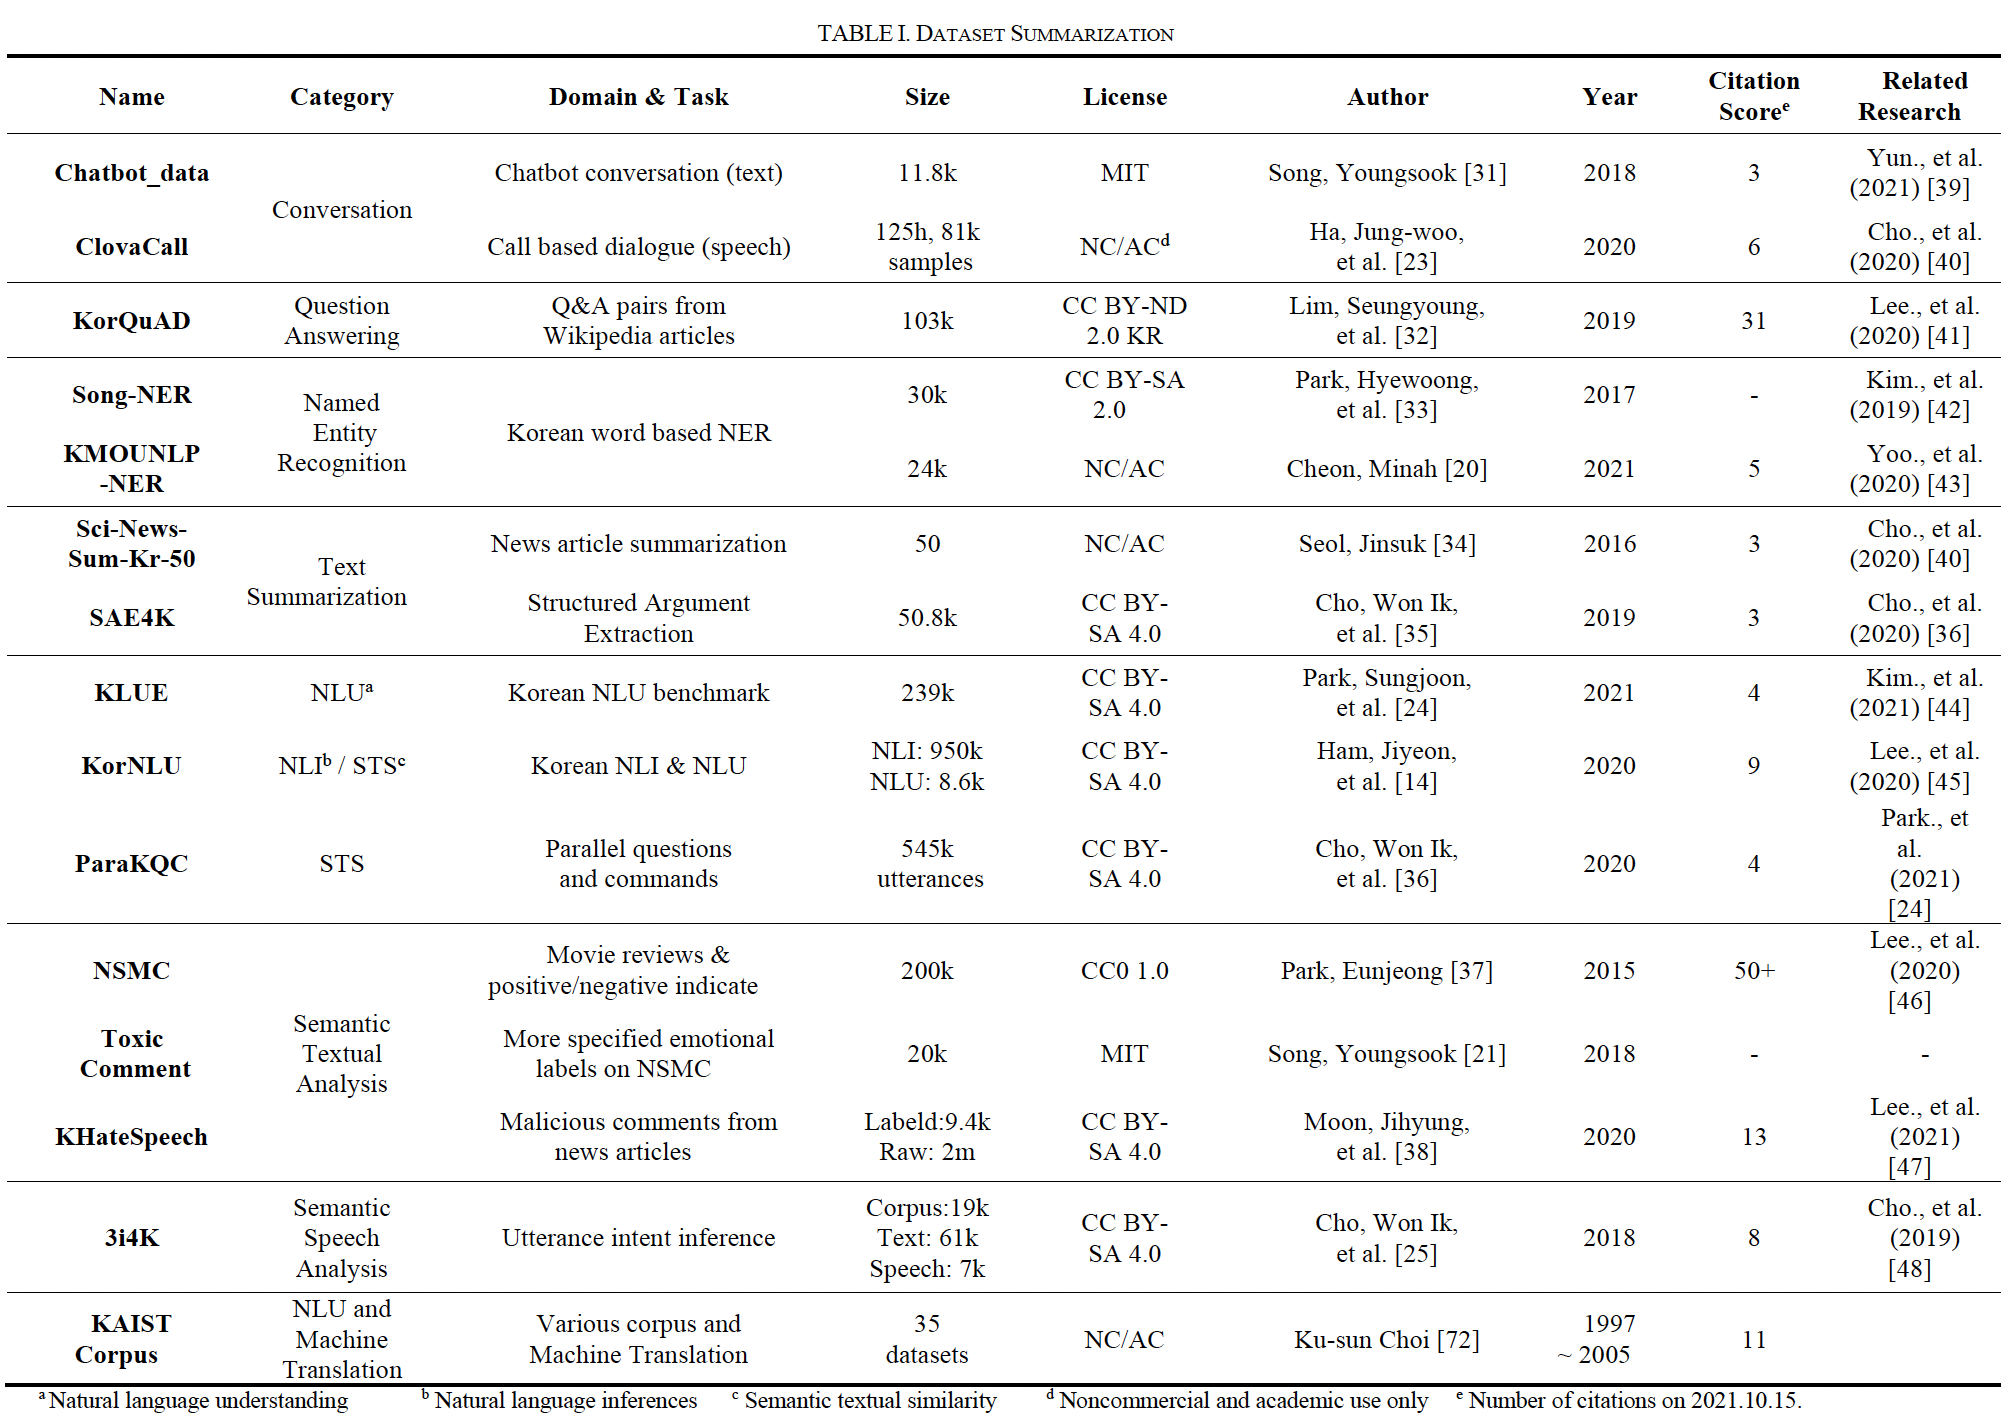 TABLE I. DATASET SUMMARIZATION
Name Category Domain & Task Size License Author Year Citation Scoreᵉ Related Research
Chatbot_data
Conversation
Chatbot conversation (text)
11.8k
MIT
Song, Youngsook [31]
2018
3
Yun., et al.
(2021) [39]
ClovaCall
Call based dialogue (speech)
125h, 81k
samples
NC/ACᵈ
Ha, Jung-woo,
et al. [23]
2020
6
Cho., et al.
(2020) [40]
KorQuAD
Question
Answering
Q&A pairs from
Wikipedia articles
103k
CC BY-ND
2.0 KR
Lim, Seungyoung,
et al. [32]
2019
31
Lee., et al.
(2020) [41]
Song-NER
Named
Entity
Recognition
Korean word based NER
30k
CC BY-SA
2.0
Park, Hyewoong,
et al. [33]
2017
-
Kim., et al.
(2019) [42]
KMOUNLP
-NER
24k
NC/AC
Cheon, Minah [20]
2021
5
Yoo., et al.
(2020) [43]
Sci-News-
Sum-Kr-50
Text
Summarization
News article summarization
50
NC/AC
Seol, Jinsuk [34]
2016
3
Cho., et al.
(2020) [40]
SAE4K
Structured Argument
Extraction
50.8k
CC BY-
SA 4.0
Cho, Won Ik,
et al. [35]
2019
3
Cho., et al.
(2020) [36]
KLUE
NLUᵃ
Korean NLU benchmark
239k
CC BY-
SA 4.0
Park, Sungjoon,
et al. [24]
2021
4
Kim., et al.
(2021) [44]
KorNLU
NLIᵇ / STSᶜ
Korean NLI & NLU
NLI: 950k
NLU: 8.6k
CC BY-
SA 4.0
Ham, Jiyeon,
et al. [14]
2020
9
Lee., et al.
(2020) [45]
ParaKQC
STS
Parallel questions
and commands
545k
utterances
CC BY-
SA 4.0
Cho, Won Ik,
et al. [36]
2020
4
Park., et
al.
(2021)
[24]
NSMC
Semantic
Textual
Analysis
Movie reviews &
positive/negative indicate
200k
CC0 1.0
Park, Eunjeong [37]
2015
50+
Lee., et al.
(2020)
[46]
Toxic
Comment
More specified emotional
labels on NSMC
20k
MIT
Song, Youngsook [21]
2018
-
-
KHateSpeech
Malicious comments from
news articles
Labeld:9.4k
Raw: 2m
CC BY-
SA 4.0
Moon, Jihyung,
et al. [38]
2020
13
Lee., et al.
(2021)
[47]
3i4K
Semantic
Speech
Analysis
Utterance intent inference
Corpus:19k
Text: 61k
Speech: 7k
CC BY-
SA 4.0
Cho, Won Ik,
et al. [25]
2018
8
Cho., et al.
(2019)
[48]
KAIST
Corpus
NLU and
Machine
Translation
Various corpus and
Machine Translation
35
datasets
NC/AC
Ku-sun Choi [72]
1997
~ 2005
11
ᵃ Natural language understanding ᵇ Natural language inferences ᶜ Semantic textual similarity ᵈ Noncommercial and academic use only ᵉ Number of citations on 2021.10.15.